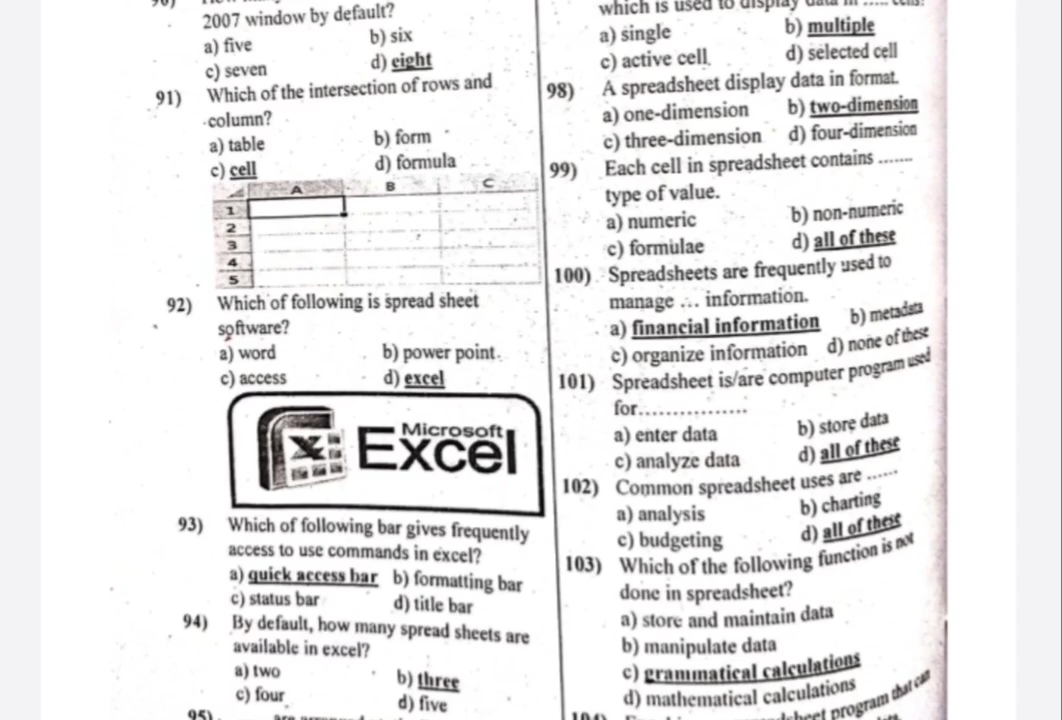 2007 window by default?
a) five b) six
c) seven d) eight
91) Which of the intersection of rows and
column?
a) table b) form
c) cell d) formula
A B C
1
2
3
4
5
92) Which of following is spread sheet
software?
a) word b) power point.
c) access d) excel
Microsoft
Excel
93) Which of following bar gives frequently
access to use commands in excel?
a) quick access bar b) formatting bar
c) status bar d) title bar
94) By default, how many spread sheets are
available in excel?
a) two b) three
c) four d) five
95)
which is used to display data in ..... cells.
a) single b) multiple
c) active cell d) selected cell
98) A spreadsheet display data in format.
a) one-dimension b) two-dimension
c) three-dimension d) four-dimension
99) Each cell in spreadsheet contains .......
type of value.
a) numeric b) non-numeric
c) formulae d) all of these
100) Spreadsheets are frequently used to
manage ... information.
a) financial information b) metadata
c) organize information d) none of these
101) Spreadsheet is/are computer program used
for................
a) enter data b) store data
c) analyze data d) all of these
102) Common spreadsheet uses are ......
a) analysis b) charting
c) budgeting d) all of these
103) Which of the following function is not
done in spreadsheet?
a) store and maintain data
b) manipulate data
c) grammatical calculations
d) mathematical calculations
104) program that can